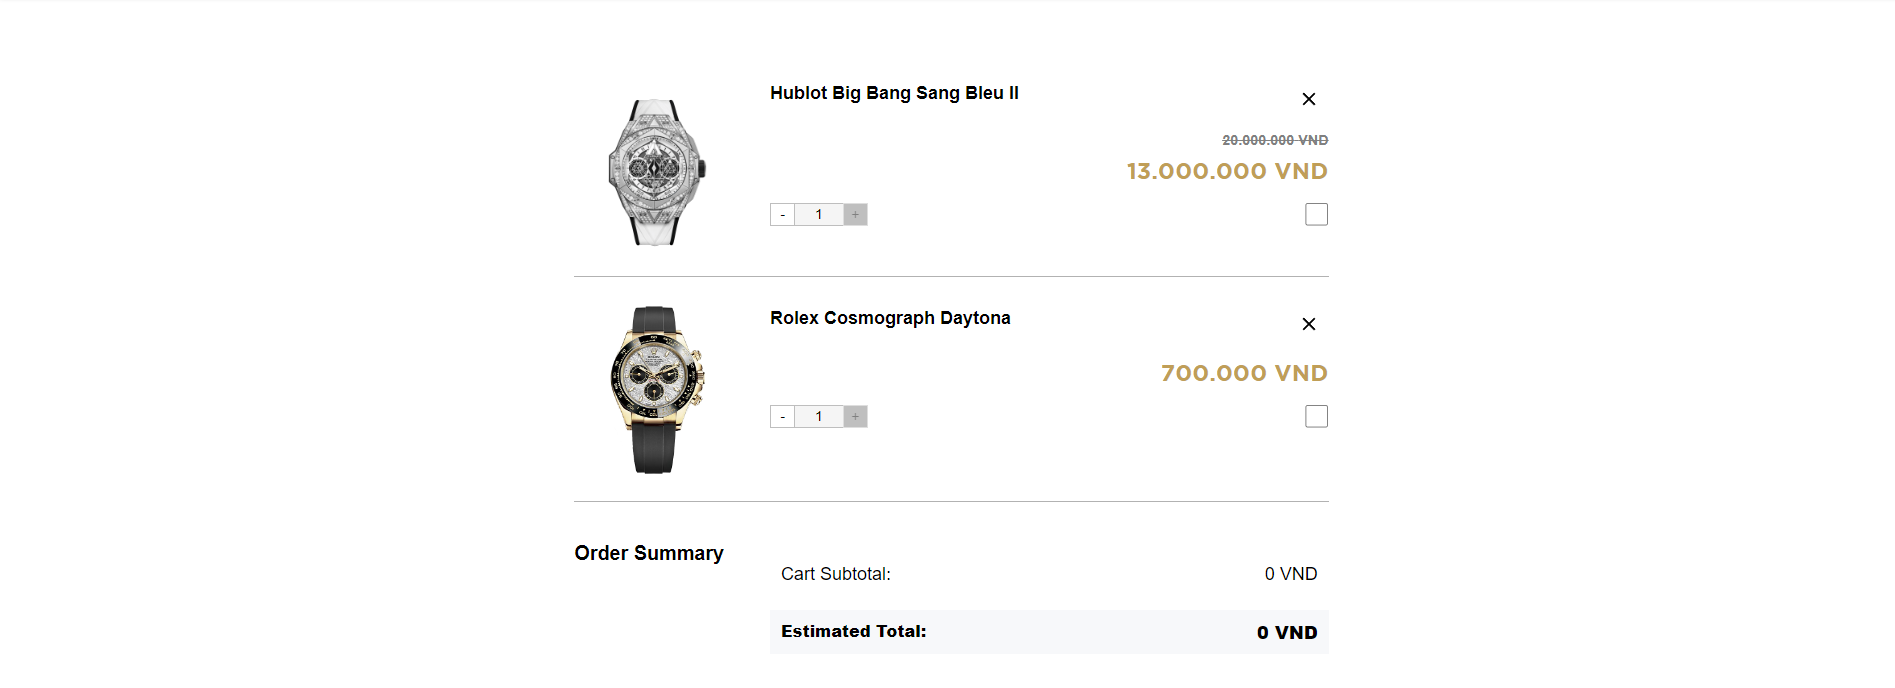 Hublot Big Bang Sang Bleu II
20.000.000 VND
13.000.000 VND
- 1 +
Rolex Cosmograph Daytona
700.000 VND
- 1 +
Order Summary
Cart Subtotal: 0 VND
Estimated Total: 0 VND